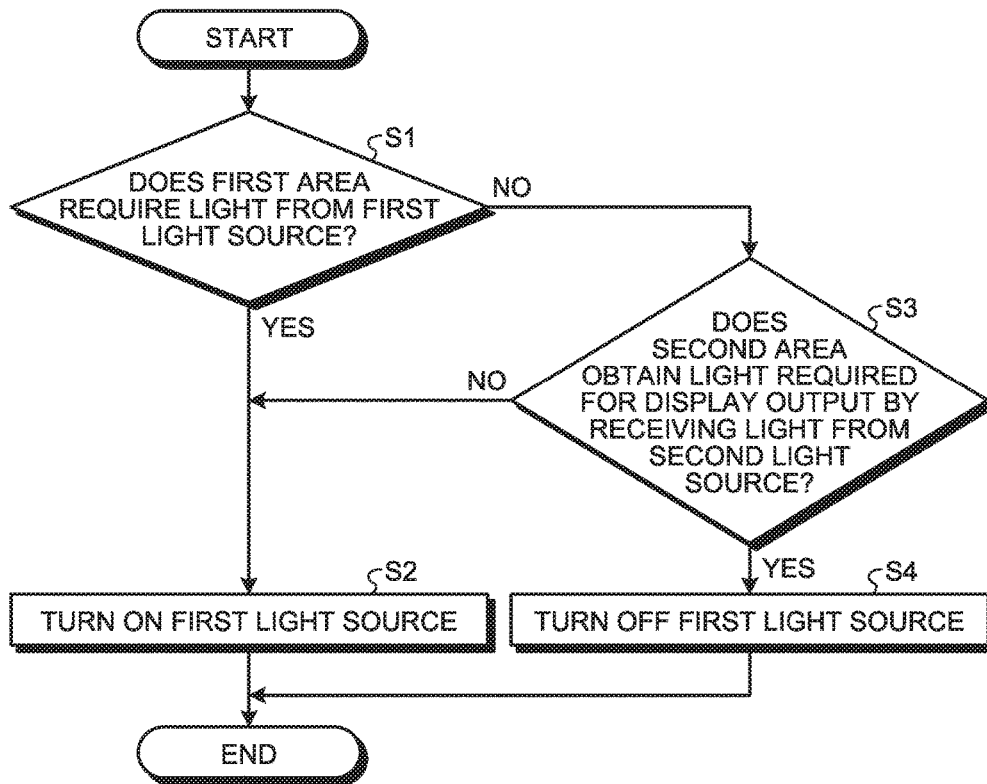 START
S1
DOES FIRST AREA
REQUIRE LIGHT FROM FIRST
LIGHT SOURCE?
NO
YES
S3
DOES
SECOND AREA
OBTAIN LIGHT REQUIRED
FOR DISPLAY OUTPUT BY
RECEIVING LIGHT FROM
SECOND LIGHT
SOURCE?
NO
YES
S2
TURN ON FIRST LIGHT SOURCE
S4
TURN OFF FIRST LIGHT SOURCE
END